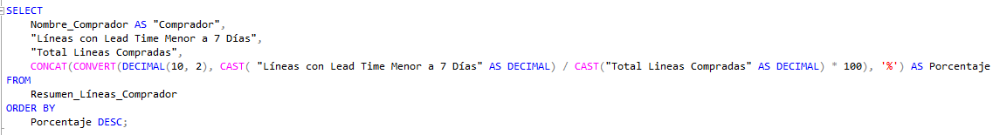 SELECT
Nombre_Comprador AS "Comprador",
"Líneas con Lead Time Menor a 7 Días",
"Total Lineas Compradas",
CONCAT(CONVERT(DECIMAL(10, 2), CAST( "Líneas con Lead Time Menor a 7 Días" AS DECIMAL) / CAST("Total Lineas Compradas" AS DECIMAL) * 100), '%') AS Porcentaje
FROM
Resumen_Líneas_Comprador
ORDER BY
Porcentaje DESC;